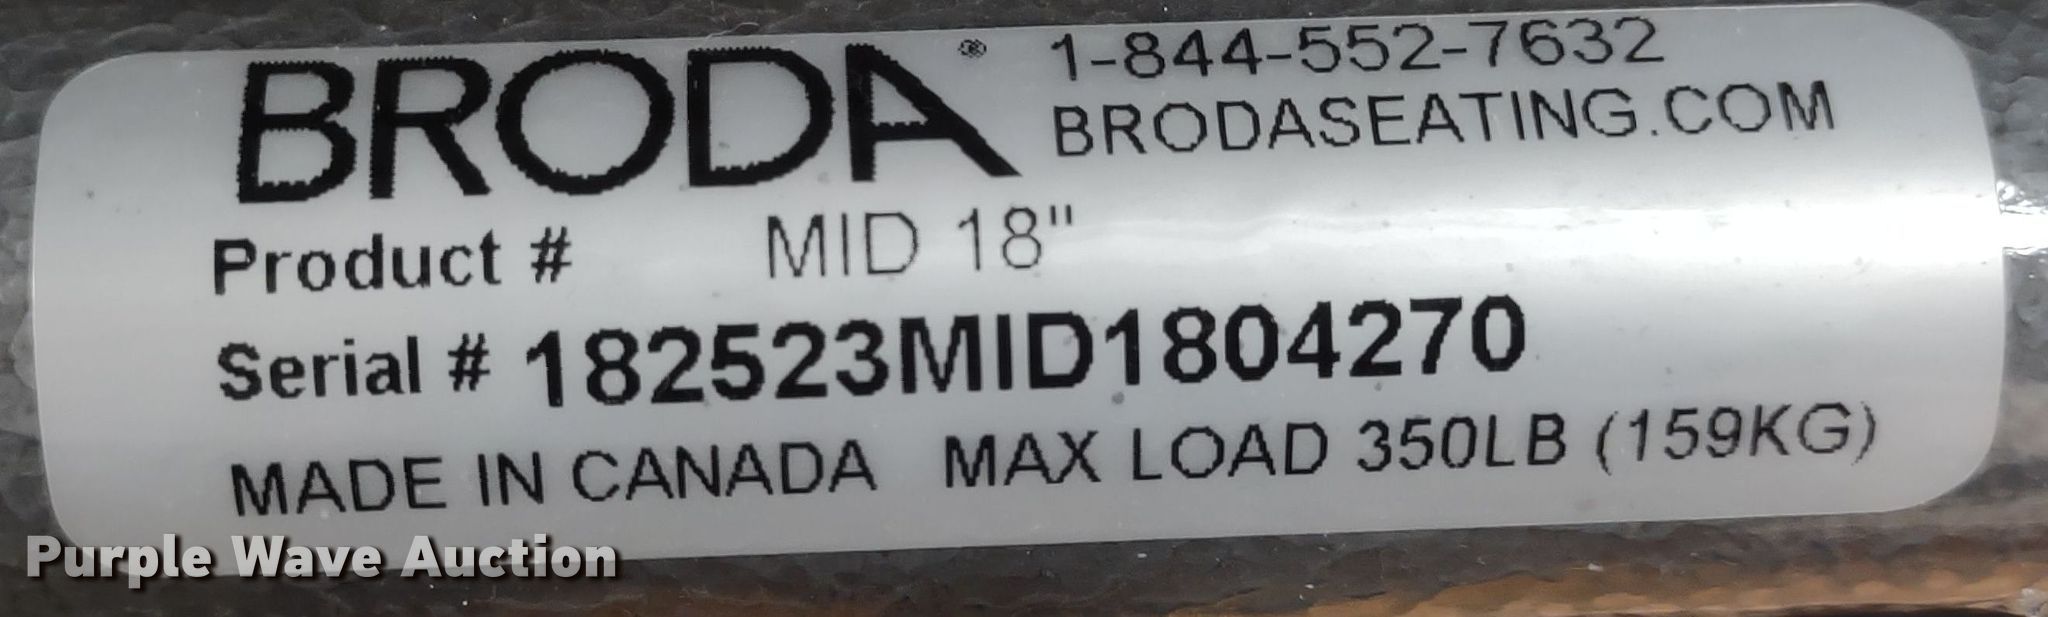 BRODA® 1-844-552-7632
BRODASEATING.COM
Product # MID 18"
Serial # 182523MID1804270
MADE IN CANADA MAX LOAD 350LB (159KG)
Purple Wave Auction